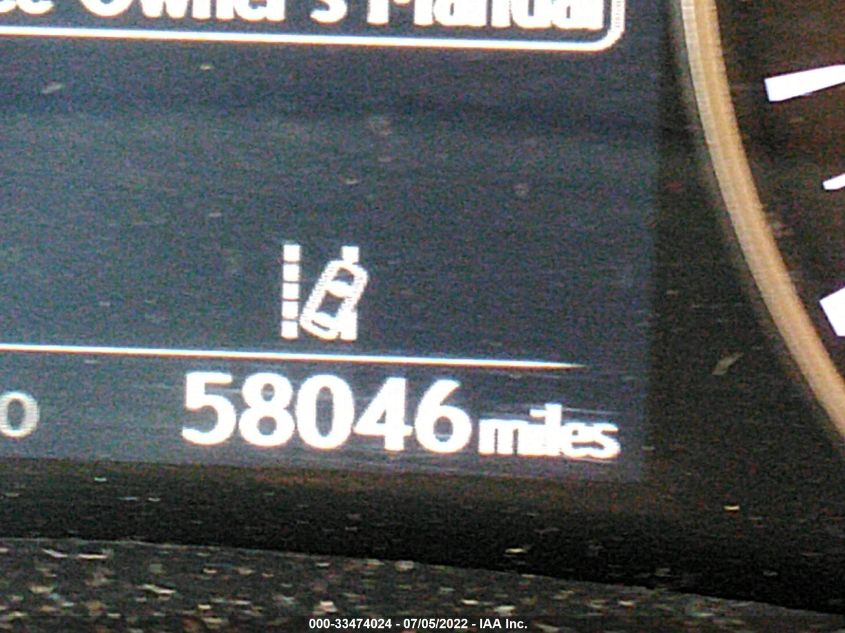 Owner's Manual
58046 miles
000-33474024 - 07/05/2022 - IAA Inc.